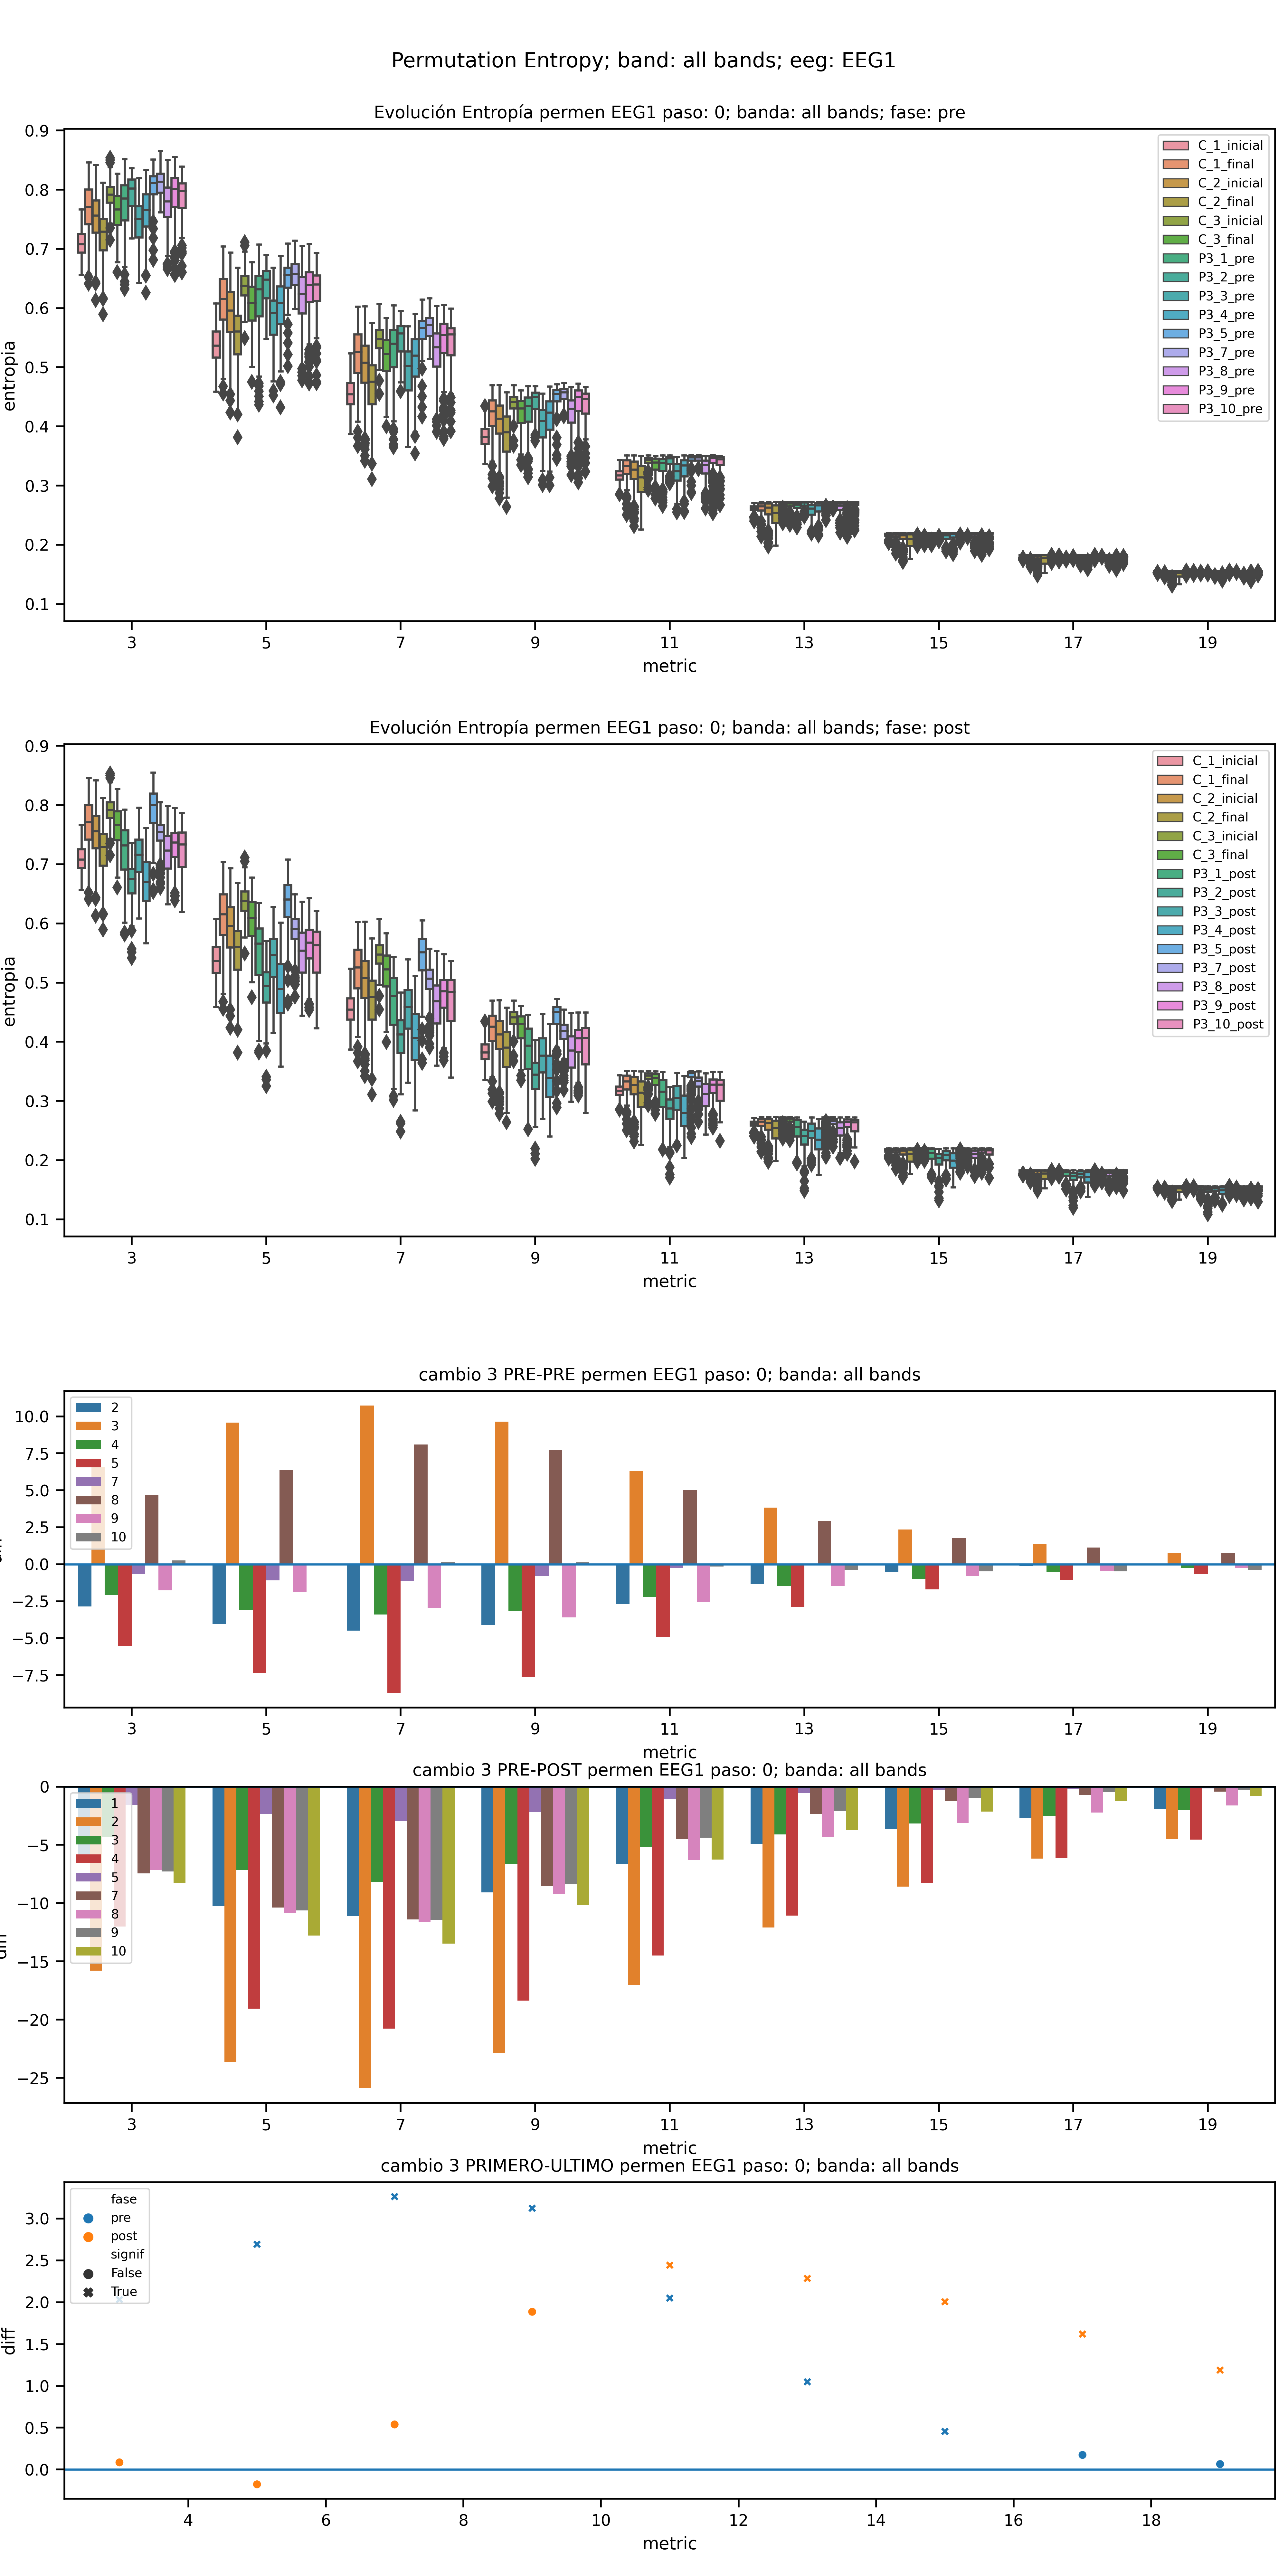 Permutation Entropy; band: all bands; eeg: EEG1
Evolución Entropía permen EEG1 paso: 0; banda: all bands; fase: pre
entropia
0.9
0.8
0.7
0.6
0.5
0.4
0.3
0.2
0.1
C_1_inicial
C_1_final
C_2_inicial
C_2_final
C_3_inicial
C_3_final
P3_1_pre
P3_2_pre
P3_3_pre
P3_4_pre
P3_5_pre
P3_7_pre
P3_8_pre
P3_9_pre
P3_10_pre
3 5 7 9 11 13 15 17 19
metric
Evolución Entropía permen EEG1 paso: 0; banda: all bands; fase: post
entropia
0.9
0.8
0.7
0.6
0.5
0.4
0.3
0.2
0.1
C_1_inicial
C_1_final
C_2_inicial
C_2_final
C_3_inicial
C_3_final
P3_1_post
P3_2_post
P3_3_post
P3_4_post
P3_5_post
P3_7_post
P3_8_post
P3_9_post
P3_10_post
3 5 7 9 11 13 15 17 19
metric
cambio 3 PRE-PRE permen EEG1 paso: 0; banda: all bands
10.0
7.5
5.0
2.5
0.0
−2.5
−5.0
−7.5
2
3
4
5
7
8
9
10
3 5 7 9 11 13 15 17 19
metric
cambio 3 PRE-POST permen EEG1 paso: 0; banda: all bands
diff
0
−5
−10
−15
−20
−25
1
2
3
4
5
7
8
9
10
3 5 7 9 11 13 15 17 19
metric
cambio 3 PRIMERO-ULTIMO permen EEG1 paso: 0; banda: all bands
diff
3.0
2.5
2.0
1.5
1.0
0.5
0.0
fase
pre
post
signif
False
True
4 6 8 10 12 14 16 18
metric